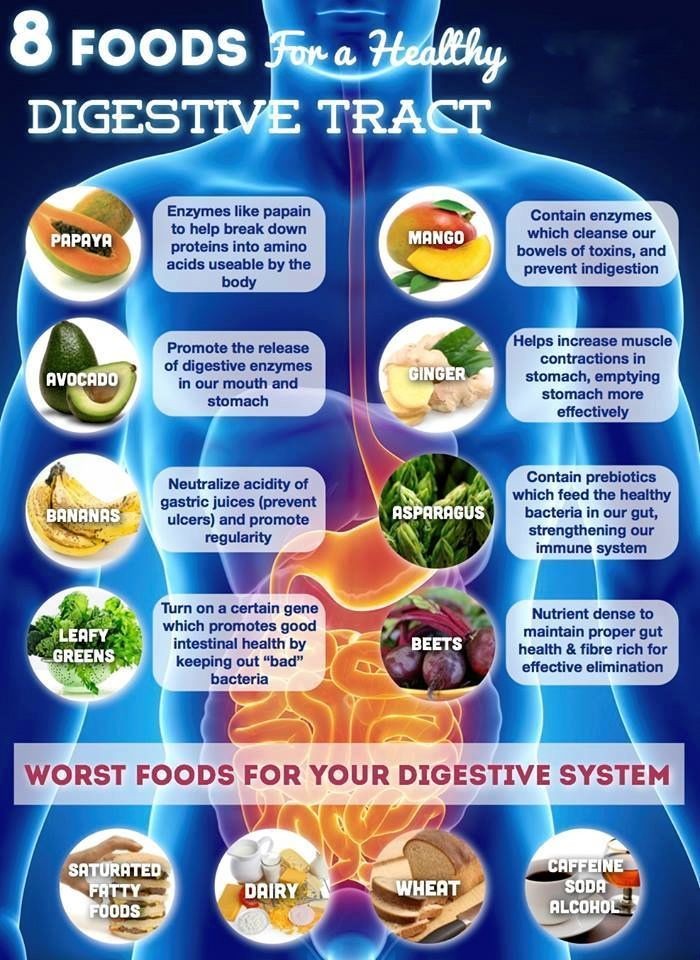 8 FOODS For a Healthy
DIGESTIVE TRACT
PAPAYA
Enzymes like papain
to help break down
proteins into amino
acids useable by the
body
MANGO
Contain enzymes
which cleanse our
bowels of toxins, and
prevent indigestion
AVOCADO
Promote the release
of digestive enzymes
in our mouth and
stomach
GINGER
Helps increase muscle
contractions in
stomach, emptying
stomach more
effectively
BANANAS
Neutralize acidity of
gastric juices (prevent
ulcers) and promote
regularity
ASPARAGUS
Contain prebiotics
which feed the healthy
bacteria in our gut,
strengthening our
immune system
LEAFY
GREENS
Turn on a certain gene
which promotes good
intestinal health by
keeping out “bad”
bacteria
BEETS
Nutrient dense to
maintain proper gut
health & fibre rich for
effective elimination
WORST FOODS FOR YOUR DIGESTIVE SYSTEM
SATURATED
FATTY
FOODS
DAIRY
WHEAT
CAFFEINE
SODA
ALCOHOL